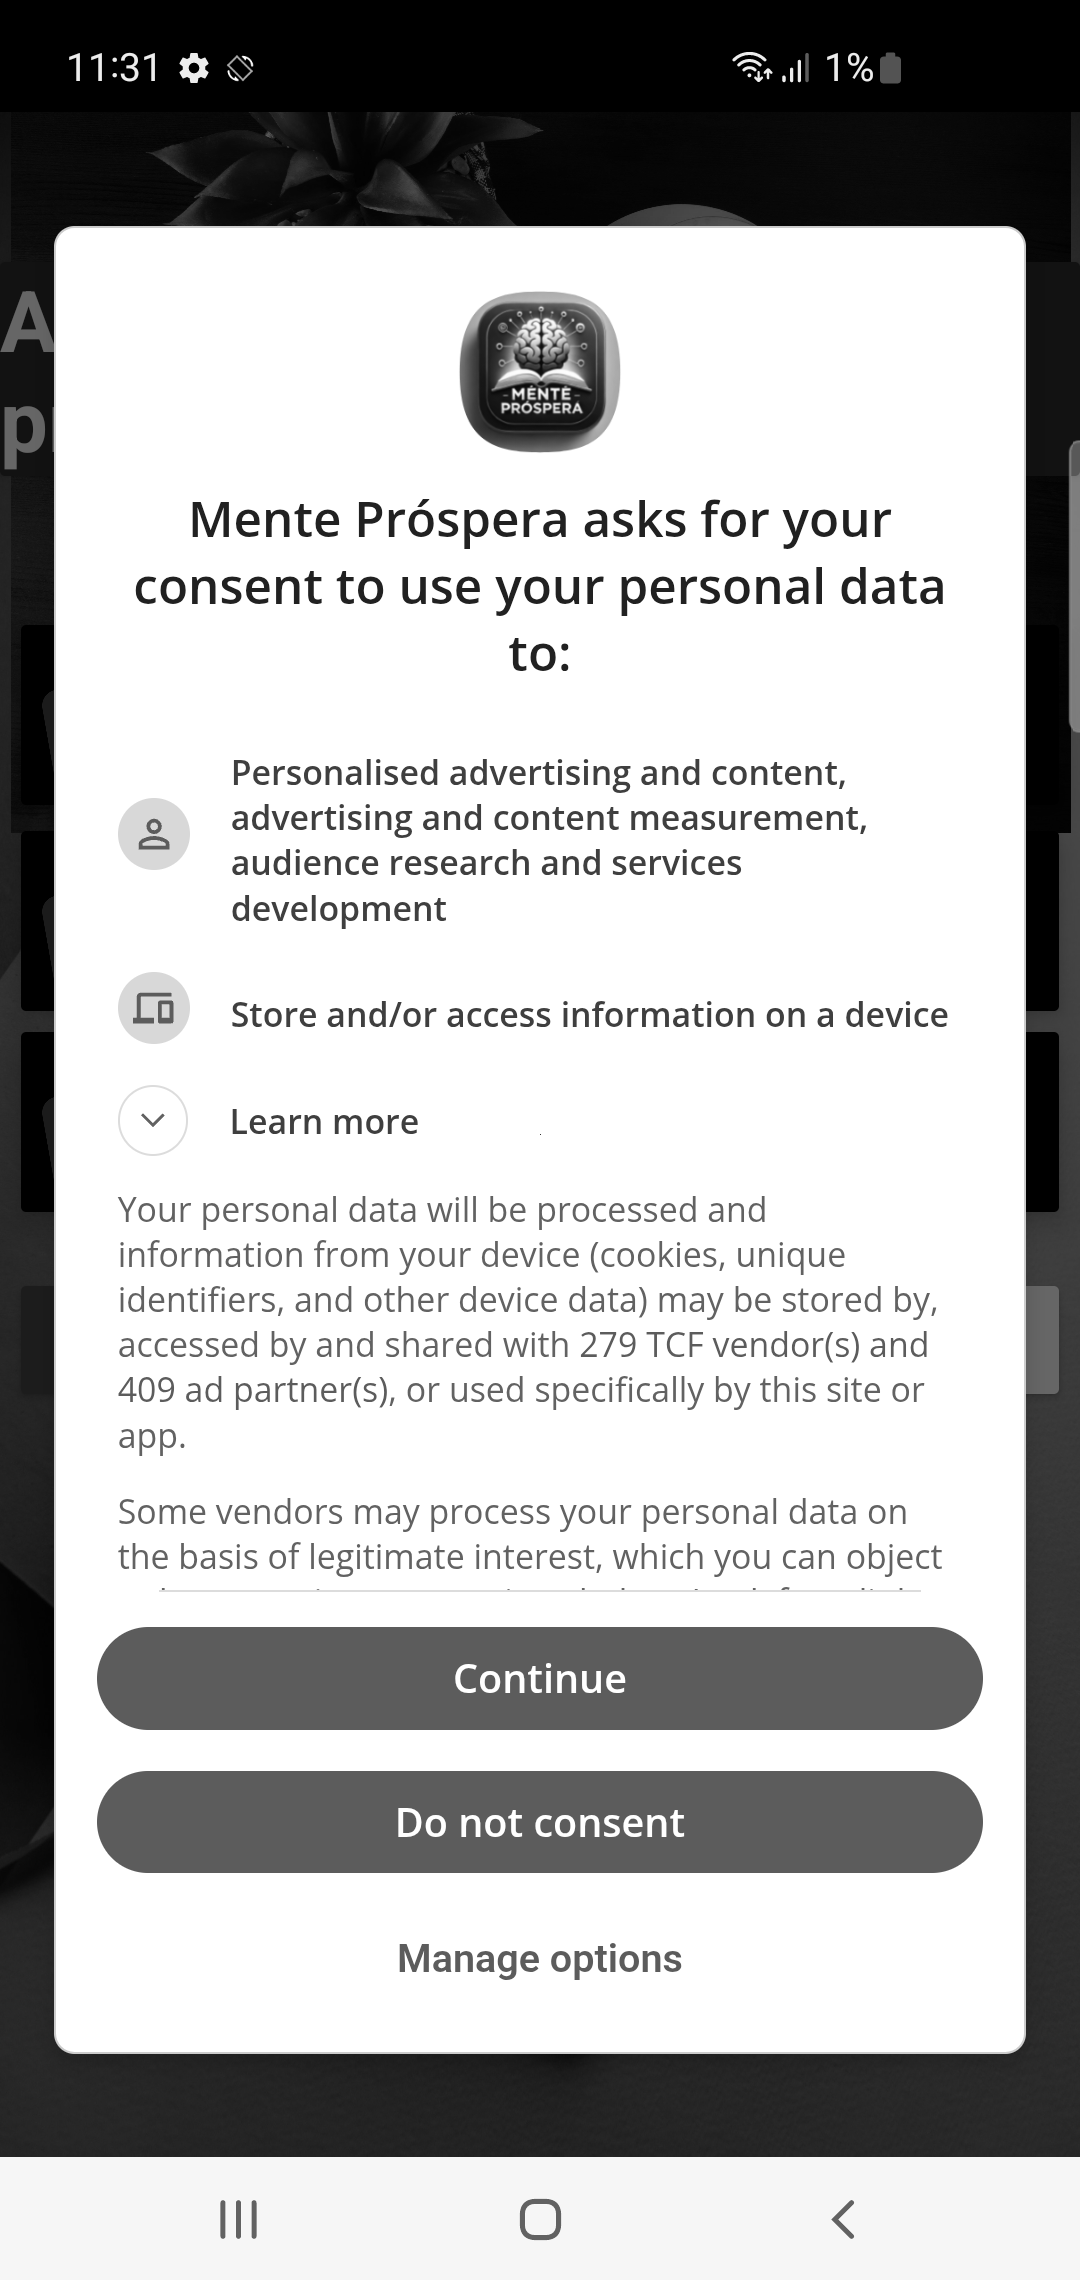 11:31
1%
A
p
MENTE
PRÓSPERA
Mente Próspera asks for your
consent to use your personal data
to:
Personalised advertising and content,
advertising and content measurement,
audience research and services
development
Store and/or access information on a device
Learn more
Your personal data will be processed and
information from your device (cookies, unique
identifiers, and other device data) may be stored by,
accessed by and shared with 279 TCF vendor(s) and
409 ad partner(s), or used specifically by this site or
app.
Some vendors may process your personal data on
the basis of legitimate interest, which you can object
Continue
Do not consent
Manage options